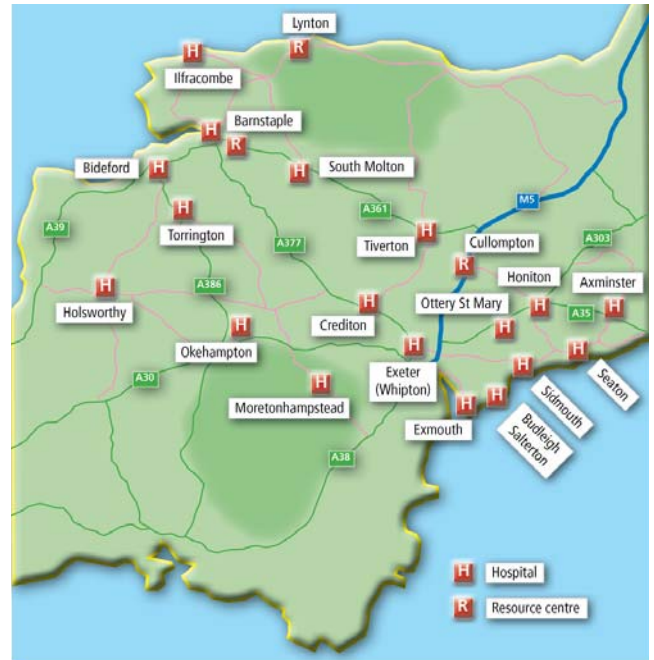 Lynton
R
H
Ilfracombe
Barnstaple
H
R
Bideford
H
H
South Molton
H
Torrington
A39
A361
M5
A377
Tiverton
H
Cullompton
A303
R
Honiton
Axminster
H
Holsworthy
A386
Crediton
H
Ottery St Mary
H
H
A35
H
H
Okehampton
H
Exeter
(Whipton)
H
Seaton
H
Sidmouth
A30
H
Moretonhampstead
Exmouth
H
H
Budleigh
Salterton
A38
H
Hospital
R
Resource centre